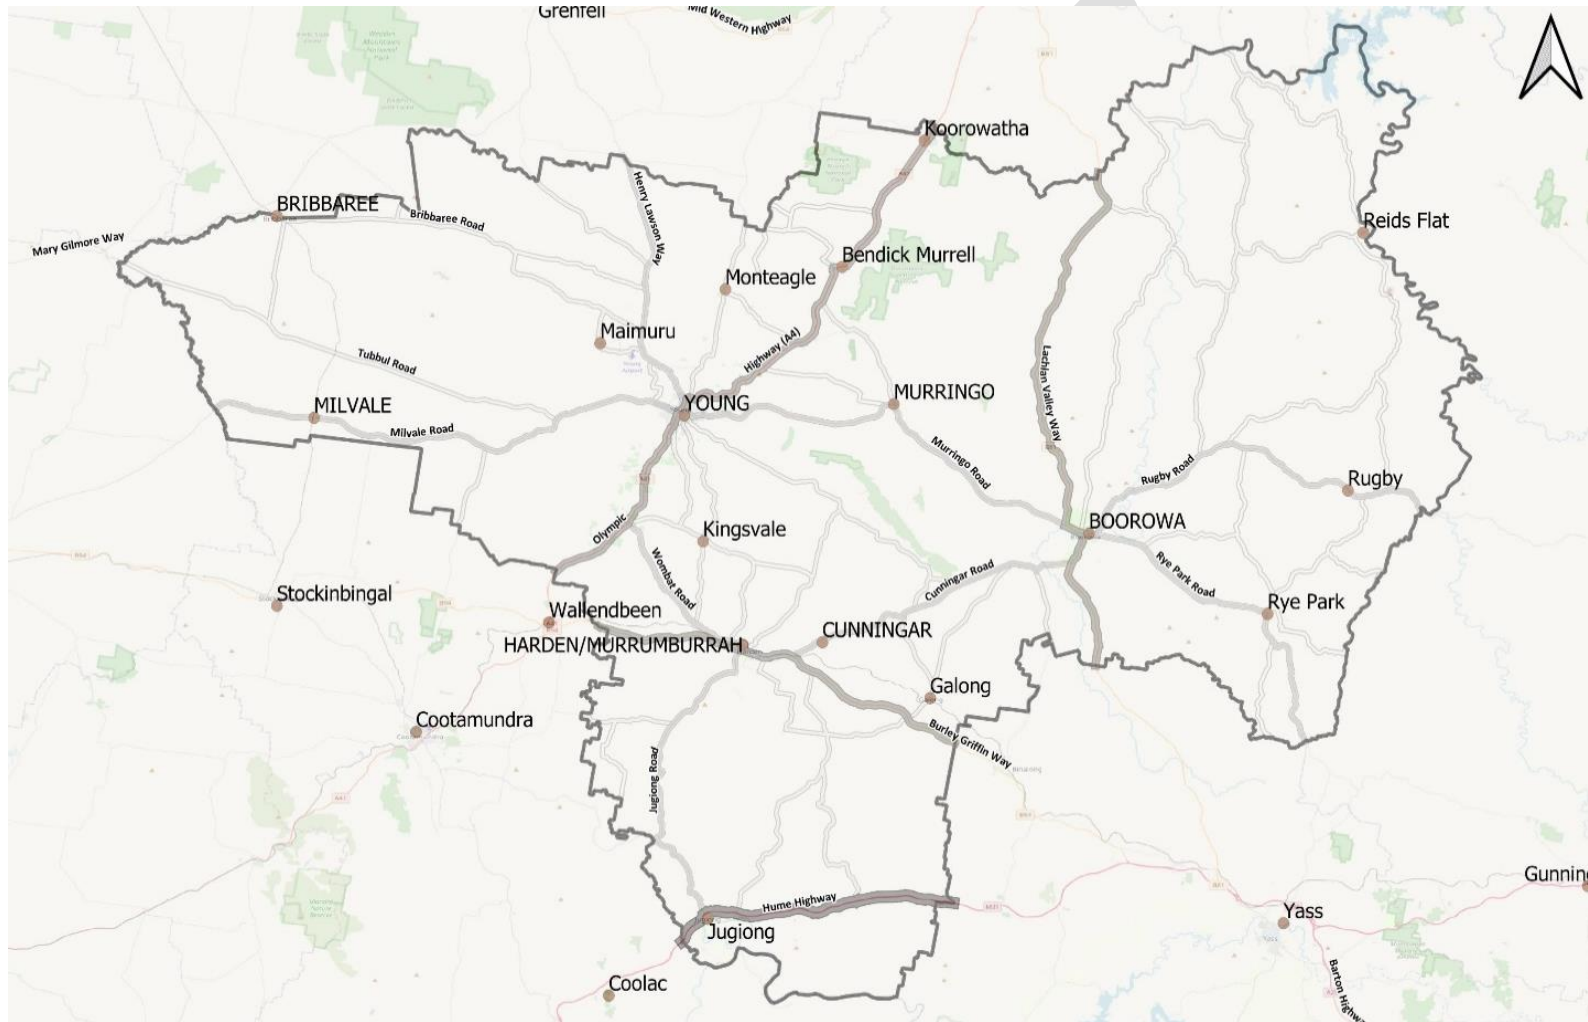 Grenfell
Mid Western Highway
Koorowatha
BRIBBAREE
Bribbaree Road
Henry Lawson Way
Reids Flat
Mary Gilmore Way
Bendick Murrell
Monteagle
Maimuru
Highway (A4)
Tubbul Road
Lachlan Valley Way
MILVALE
YOUNG
MURRINGO
Milvale Road
Murringo Road
Rugby Road
Rugby
Olympic
Kingsvale
BOOROWA
Wombat Road
Cunningar Road
Rye Park Road
Stockinbingal
Wallendbeen
Rye Park
HARDEN/MURRUMBURRAH
CUNNINGAR
Galong
Cootamundra
Burley Griffin Way
Jugiong Road
Gunning
Hume Highway
Yass
Jugiong
Barton Highway
Coolac